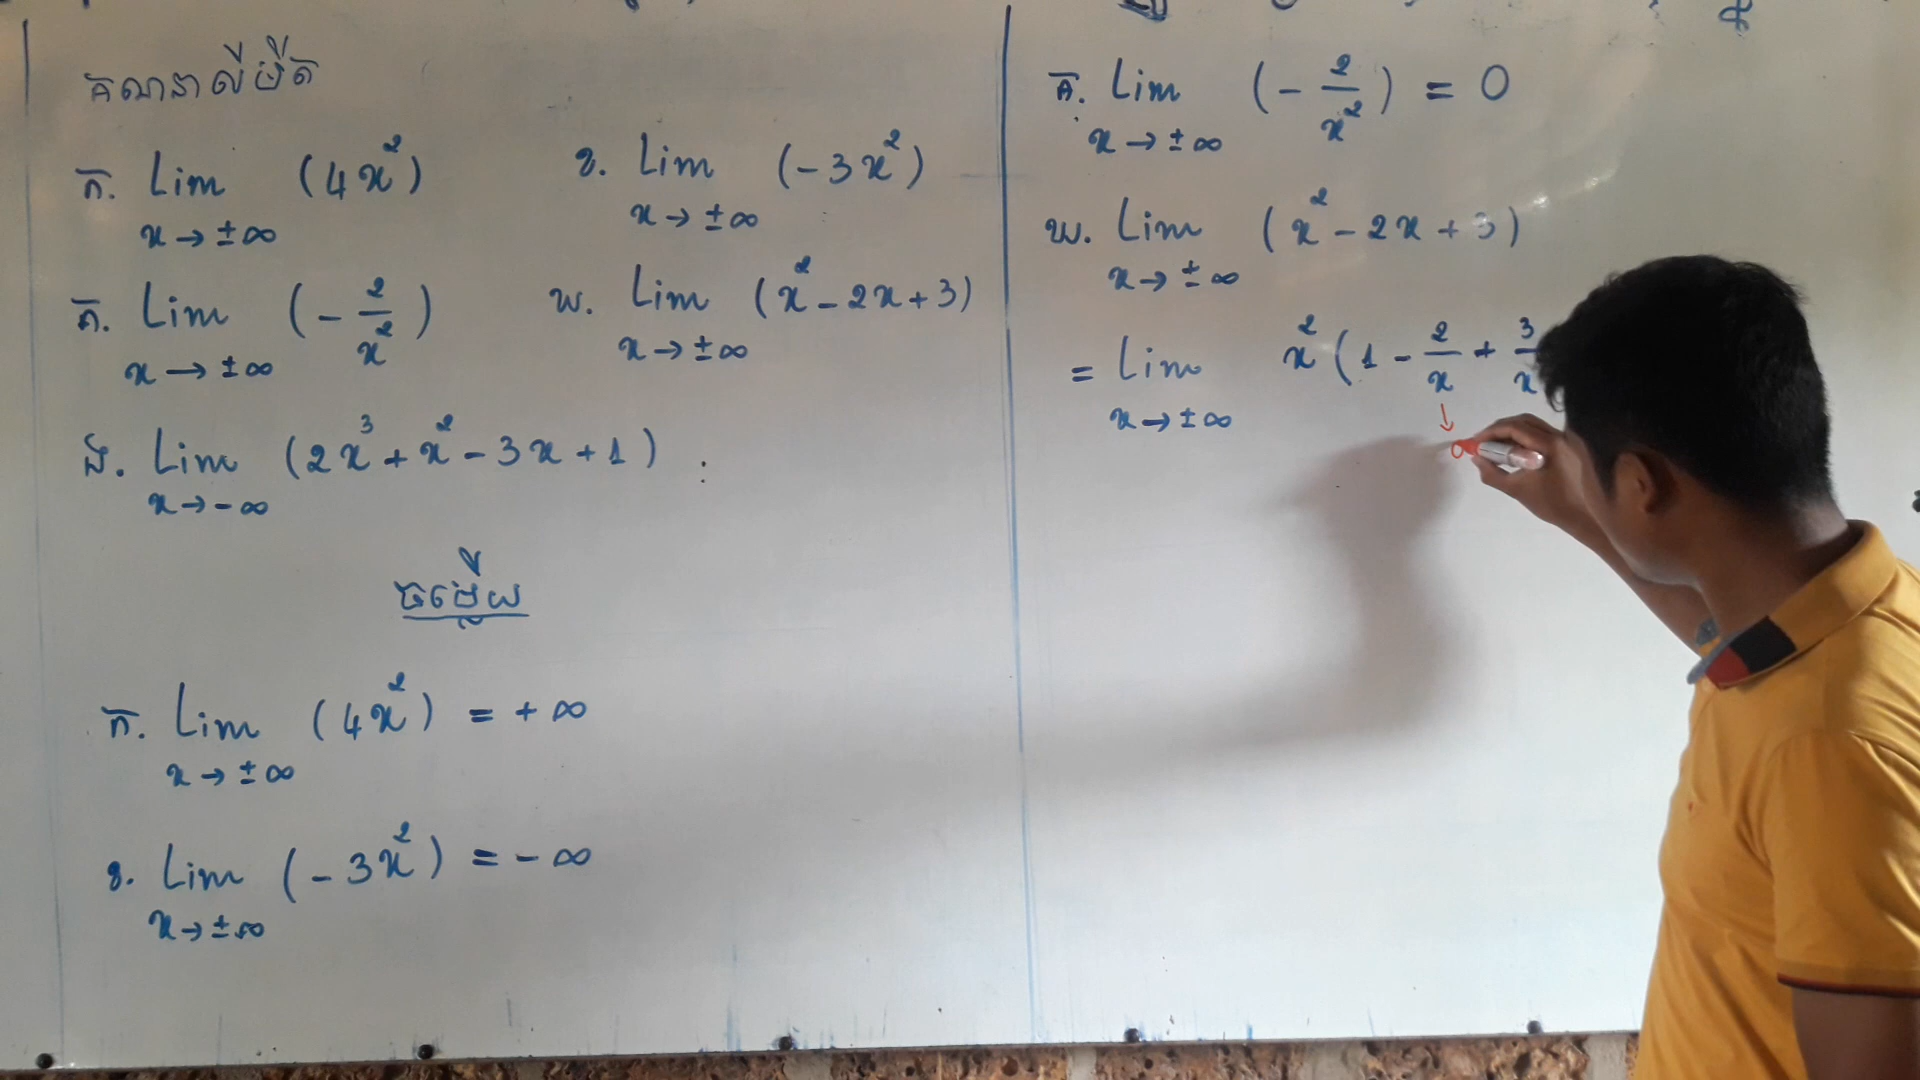 គណនាលីមីត
ក. Lim (4x²) ខ. Lim (-3x²)
x→±∞ x→±∞
គ. Lim (-2/x²) ឃ. Lim (x²-2x+3)
x→±∞ x→±∞
ង. Lim (2x³+x²-3x+1)
x→-∞
ចម្លើយ
ក. Lim (4x²) = +∞
x→±∞
ខ. Lim (-3x²) = -∞
x→±∞
គ. Lim (-2/x²) = 0
x→±∞
ឃ. Lim (x²-2x+3)
x→±∞
= Lim x²(1-2/x+3/x
x→±∞
↓
0